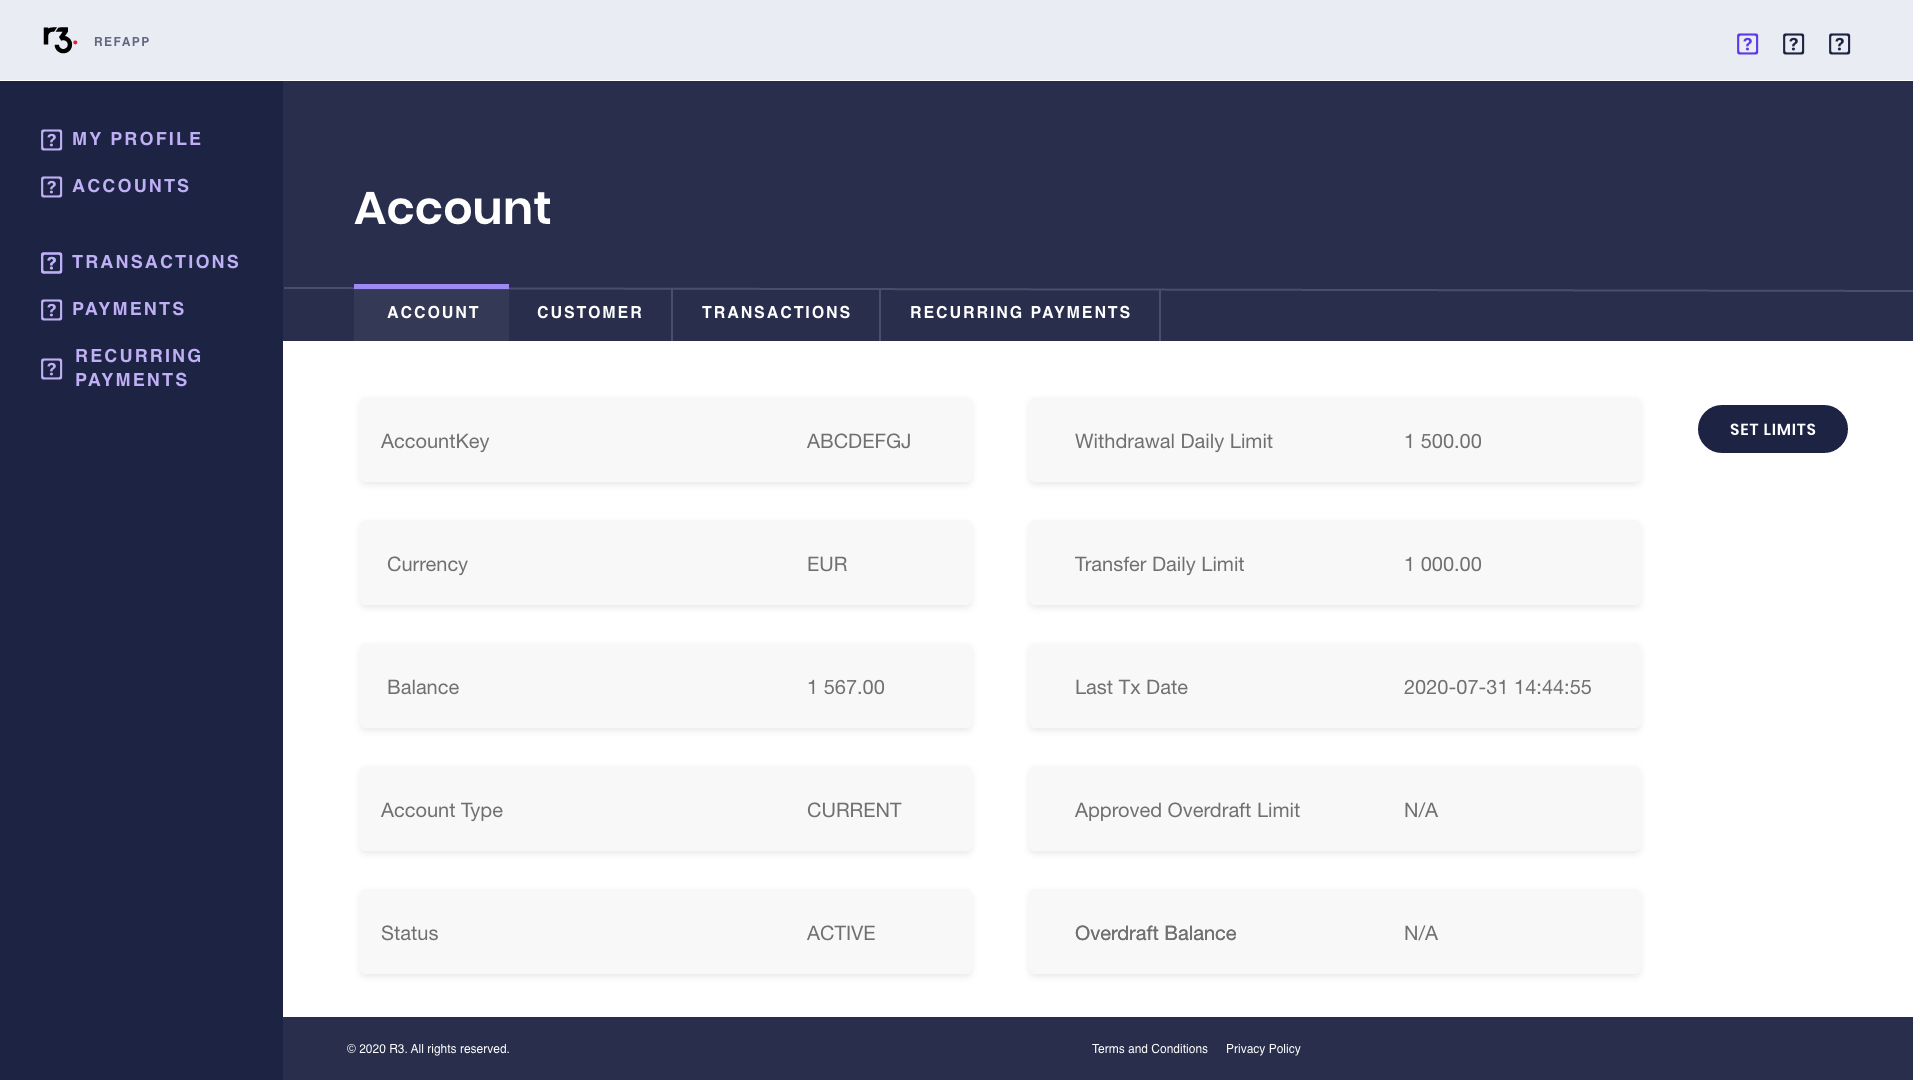 r3.
REFAPP
MY PROFILE
ACCOUNTS
TRANSACTIONS
PAYMENTS
RECURRING
PAYMENTS
Account
ACCOUNT
CUSTOMER
TRANSACTIONS
RECURRING PAYMENTS
AccountKey ABCDEFGJ
Withdrawal Daily Limit 1 500.00
SET LIMITS
Currency EUR
Transfer Daily Limit 1 000.00
Balance 1 567.00
Last Tx Date 2020-07-31 14:44:55
Account Type CURRENT
Approved Overdraft Limit N/A
Status ACTIVE
Overdraft Balance N/A
© 2020 R3. All rights reserved.
Terms and Conditions
Privacy Policy